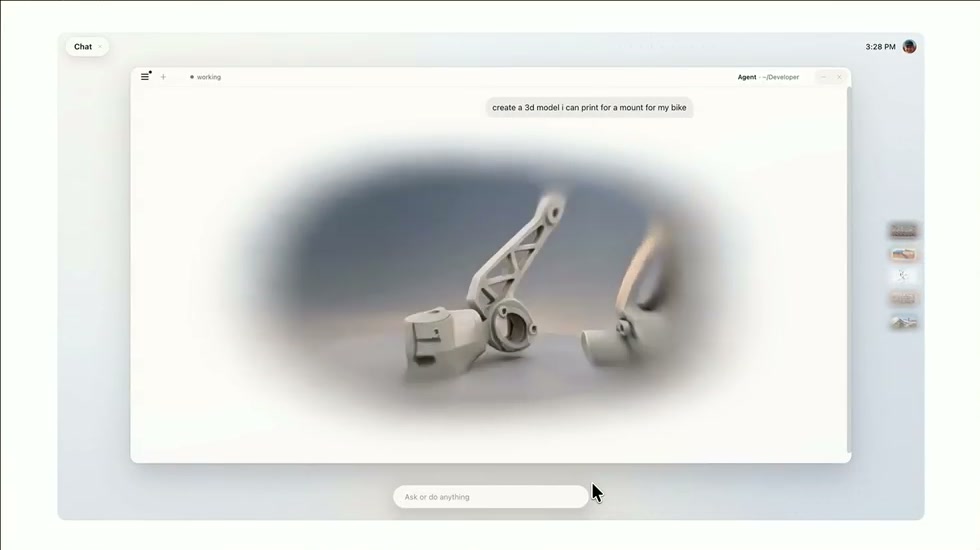 Chat
3:28 PM
working
Agent · ~/Developer
create a 3d model i can print for a mount for my bike
Ask or do anything